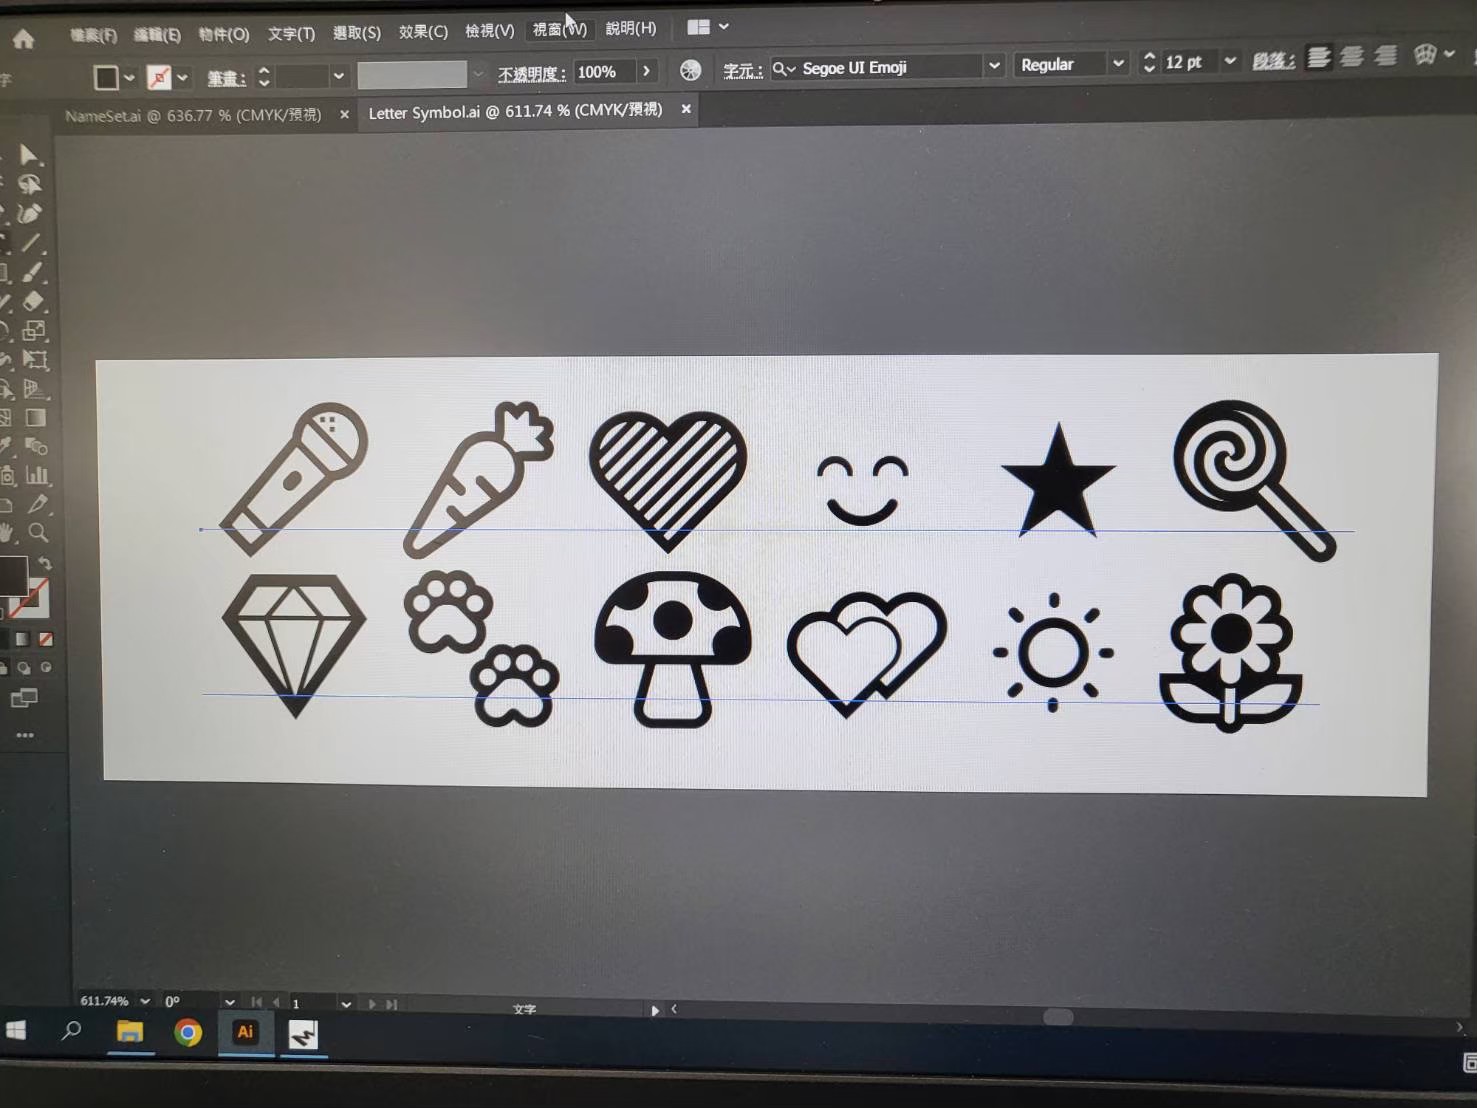 檔案(F) 編輯(E) 物件(O) 文字(T) 選取(S) 效果(C) 檢視(V) 視窗(W) 說明(H)
字 筆畫: 不透明度: 100% 字元: Segoe UI Emoji Regular 12 pt 段落:
NameSet.ai @ 636.77 % (CMYK/預視) × Letter Symbol.ai @ 611.74 % (CMYK/預視) ×
611.74% 0° 1 文字
Ai